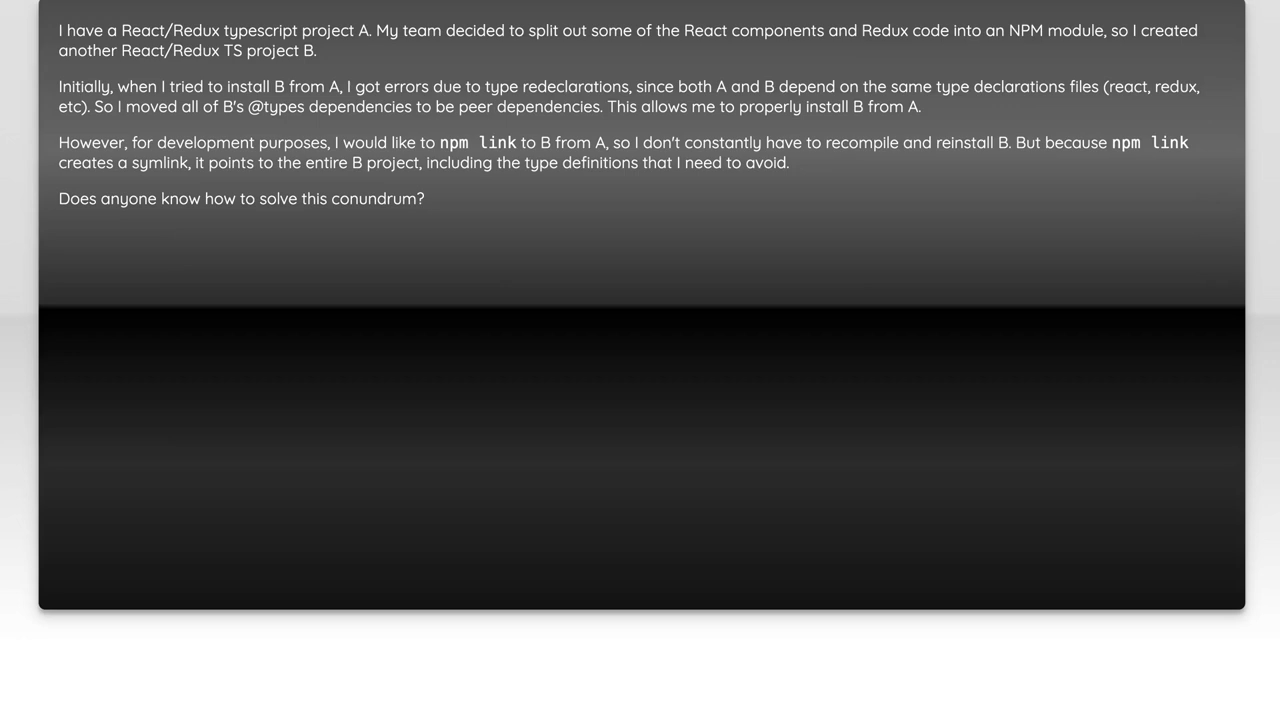 I have a React/Redux typescript project A. My team decided to split out some of the React components and Redux code into an NPM module, so I created
another React/Redux TS project B.
Initially, when I tried to install B from A, I got errors due to type redeclarations, since both A and B depend on the same type declarations files (react, redux,
etc). So I moved all of B's @types dependencies to be peer dependencies. This allows me to properly install B from A.
However, for development purposes, I would like to npm link to B from A, so I don't constantly have to recompile and reinstall B. But because npm link
creates a symlink, it points to the entire B project, including the type definitions that I need to avoid.
Does anyone know how to solve this conundrum?